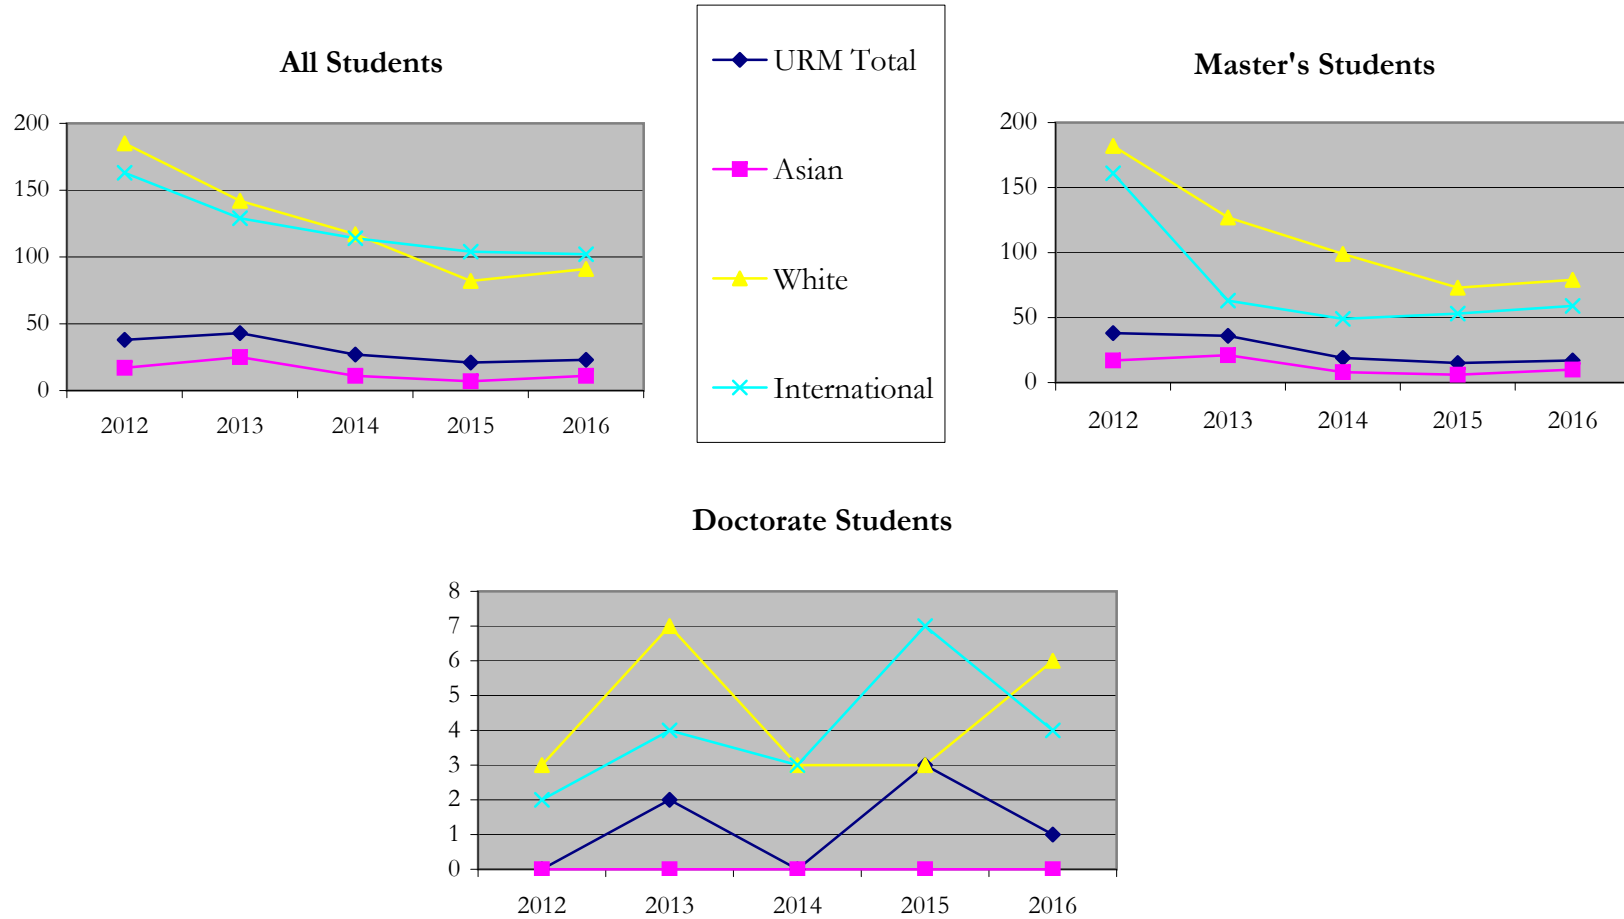 All Students
200
150
100
50
0
2012 2013 2014 2015 2016
URM Total
Asian
White
International
Master's Students
200
150
100
50
0
2012 2013 2014 2015 2016
Doctorate Students
8
7
6
5
4
3
2
1
0
2012 2013 2014 2015 2016